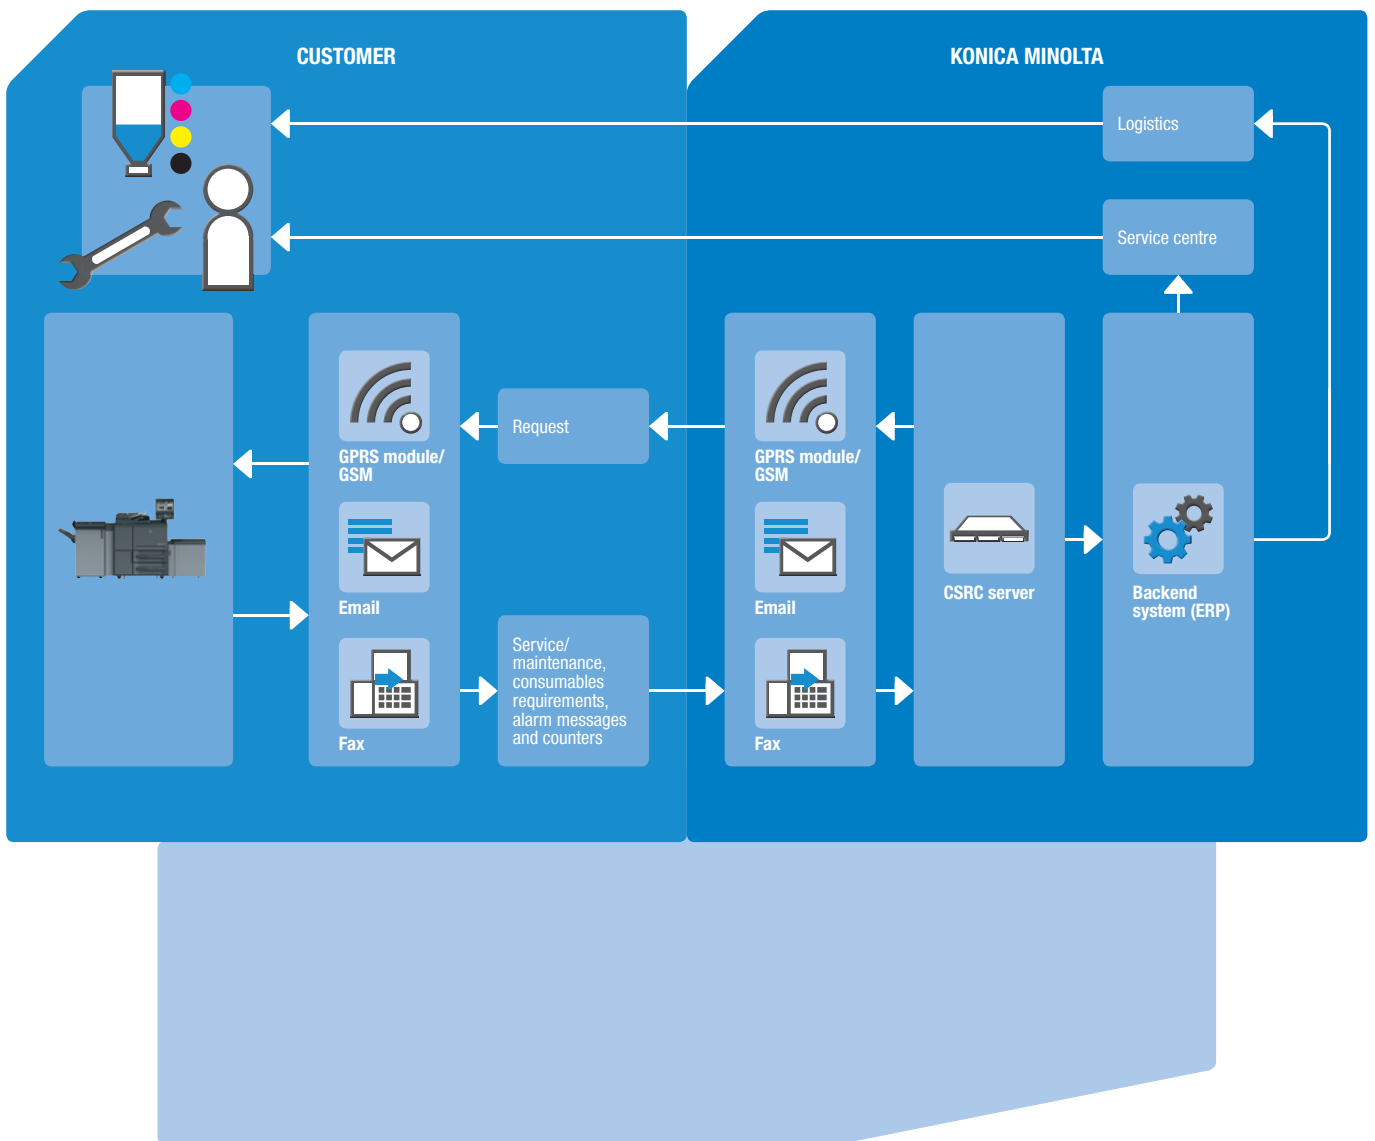 CUSTOMER
KONICA MINOLTA
Logistics
Service centre
GPRS module/
GSM
Email
Fax
Request
Service/
maintenance,
consumables
requirements,
alarm messages
and counters
GPRS module/
GSM
Email
Fax
CSRC server
Backend
system (ERP)